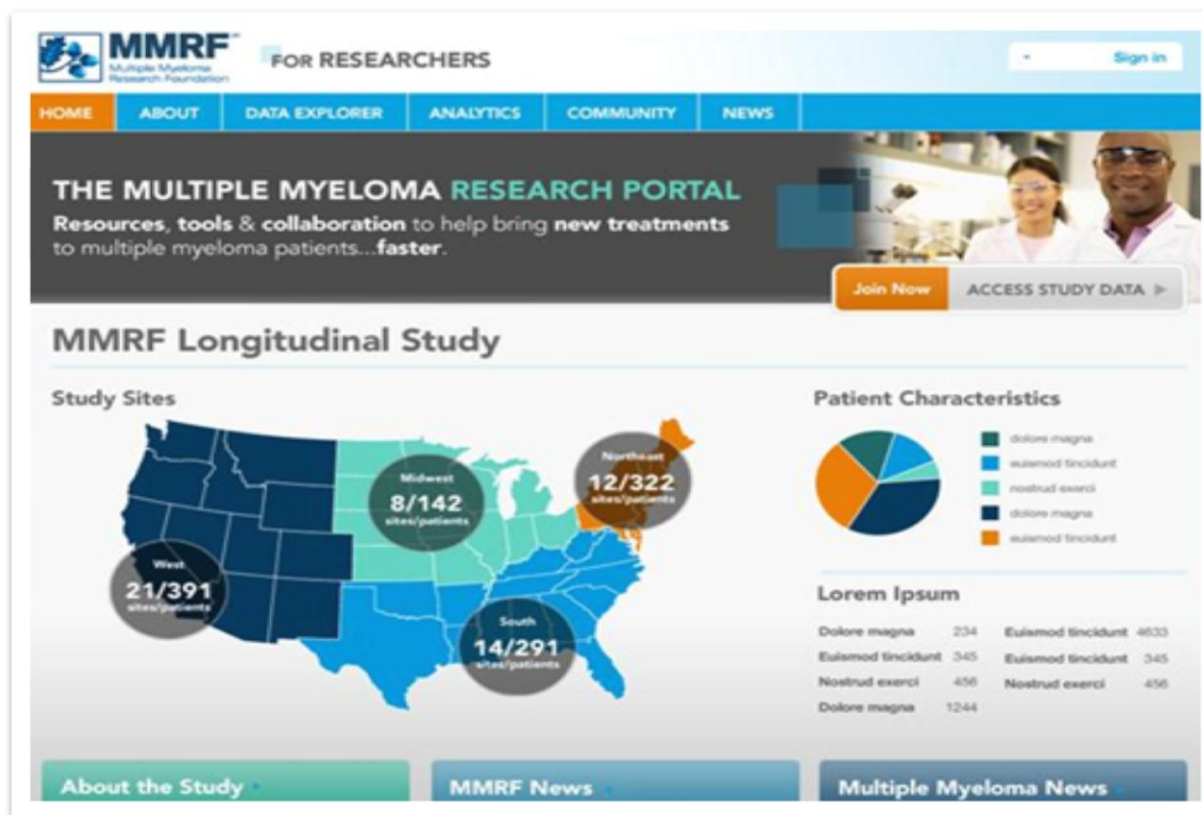 MMRF
Multiple Myeloma
Research Foundation
FOR RESEARCHERS
Sign in
HOME ABOUT DATA EXPLORER ANALYTICS COMMUNITY NEWS
THE MULTIPLE MYELOMA RESEARCH PORTAL
Resources, tools & collaboration to help bring new treatments
to multiple myeloma patients...faster.
Join Now ACCESS STUDY DATA
MMRF Longitudinal Study
Study Sites
Northeast
12/322
sites/patients
Midwest
8/142
sites/patients
West
21/391
sites/patients
South
14/291
sites/patients
Patient Characteristics
dolore magna
euismod tincidunt
nostrud exerci
dolore magna
euismod tincidunt
Lorem Ipsum
Dolore magna 234 Euismod tincidunt 4633
Euismod tincidunt 345 Euismod tincidunt 345
Nostrud exerci 456 Nostrud exerci 456
Dolore magna 1244
About the Study MMRF News Multiple Myeloma News